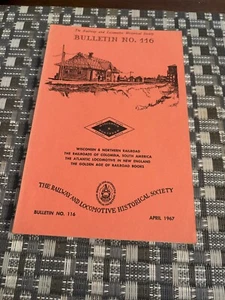 The Railway and Locomotive Historical Society
BULLETIN NO. 116
WISCONSIN & NORTHERN RAILROAD
THE RAILROADS OF COLOMBIA, SOUTH AMERICA
THE ATLANTIC LOCOMOTIVE IN NEW ENGLAND
THE GOLDEN AGE OF RAILROAD BOOKS
THE RAILWAY AND LOCOMOTIVE HISTORICAL SOCIETY
BULLETIN NO. 116
APRIL, 1967